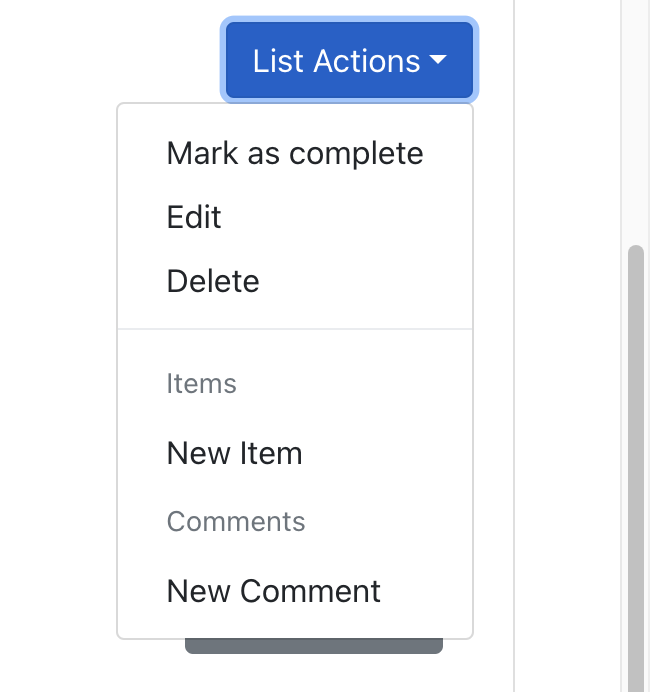 List Actions
Mark as complete
Edit
Delete
Items
New Item
Comments
New Comment